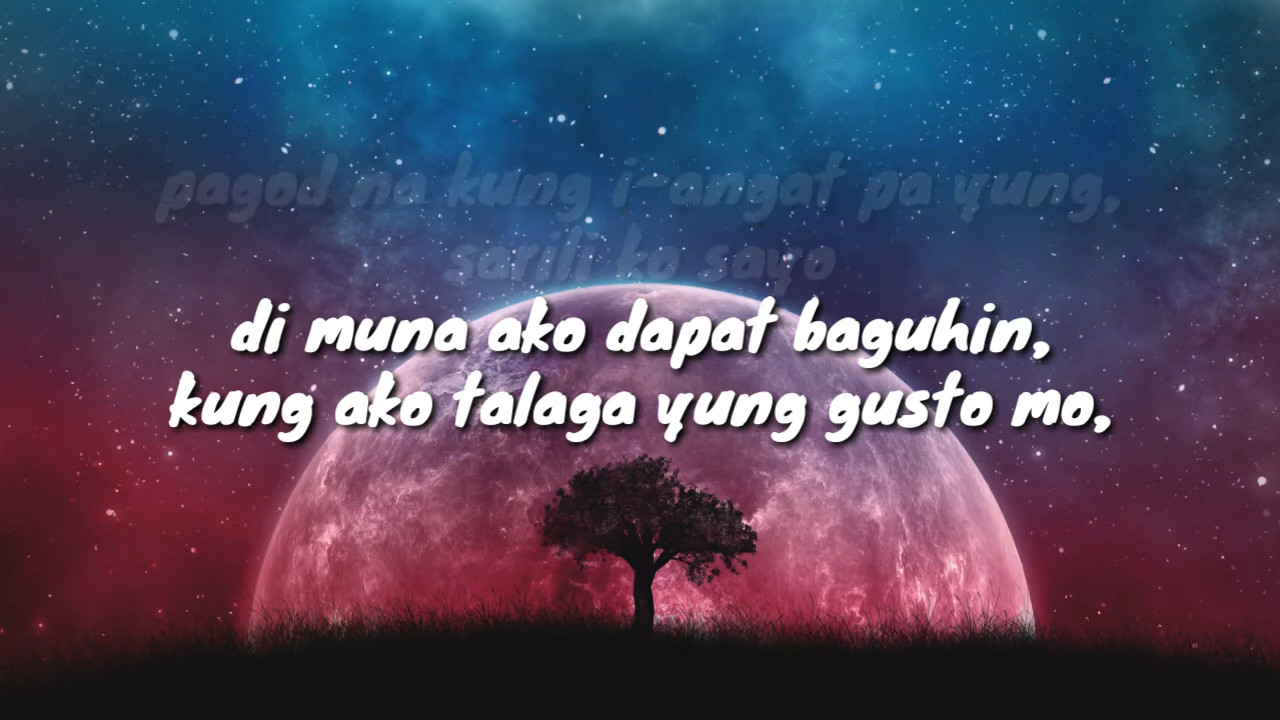 pagod na kung i-angat pa yung,
sarili ko sayo
di muna ako dapat baguhin,
kung ako talaga yung gusto mo,